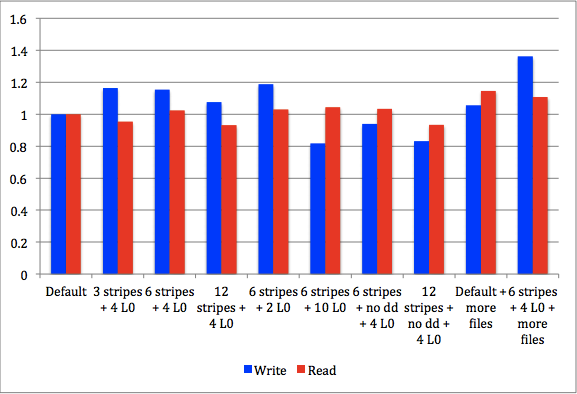 1.6
1.4
1.2
1
0.8
0.6
0.4
0.2
0
Default
3 stripes
+ 4 L0
6 stripes
+ 4 L0
12
stripes +
4 L0
6 stripes
+ 2 L0
6 stripes
+ 10 L0
6 stripes
+ no dd
+ 4 L0
12
stripes +
no dd +
4 L0
Default +
more
files
6 stripes
+ 4 L0 +
more
files
Write
Read